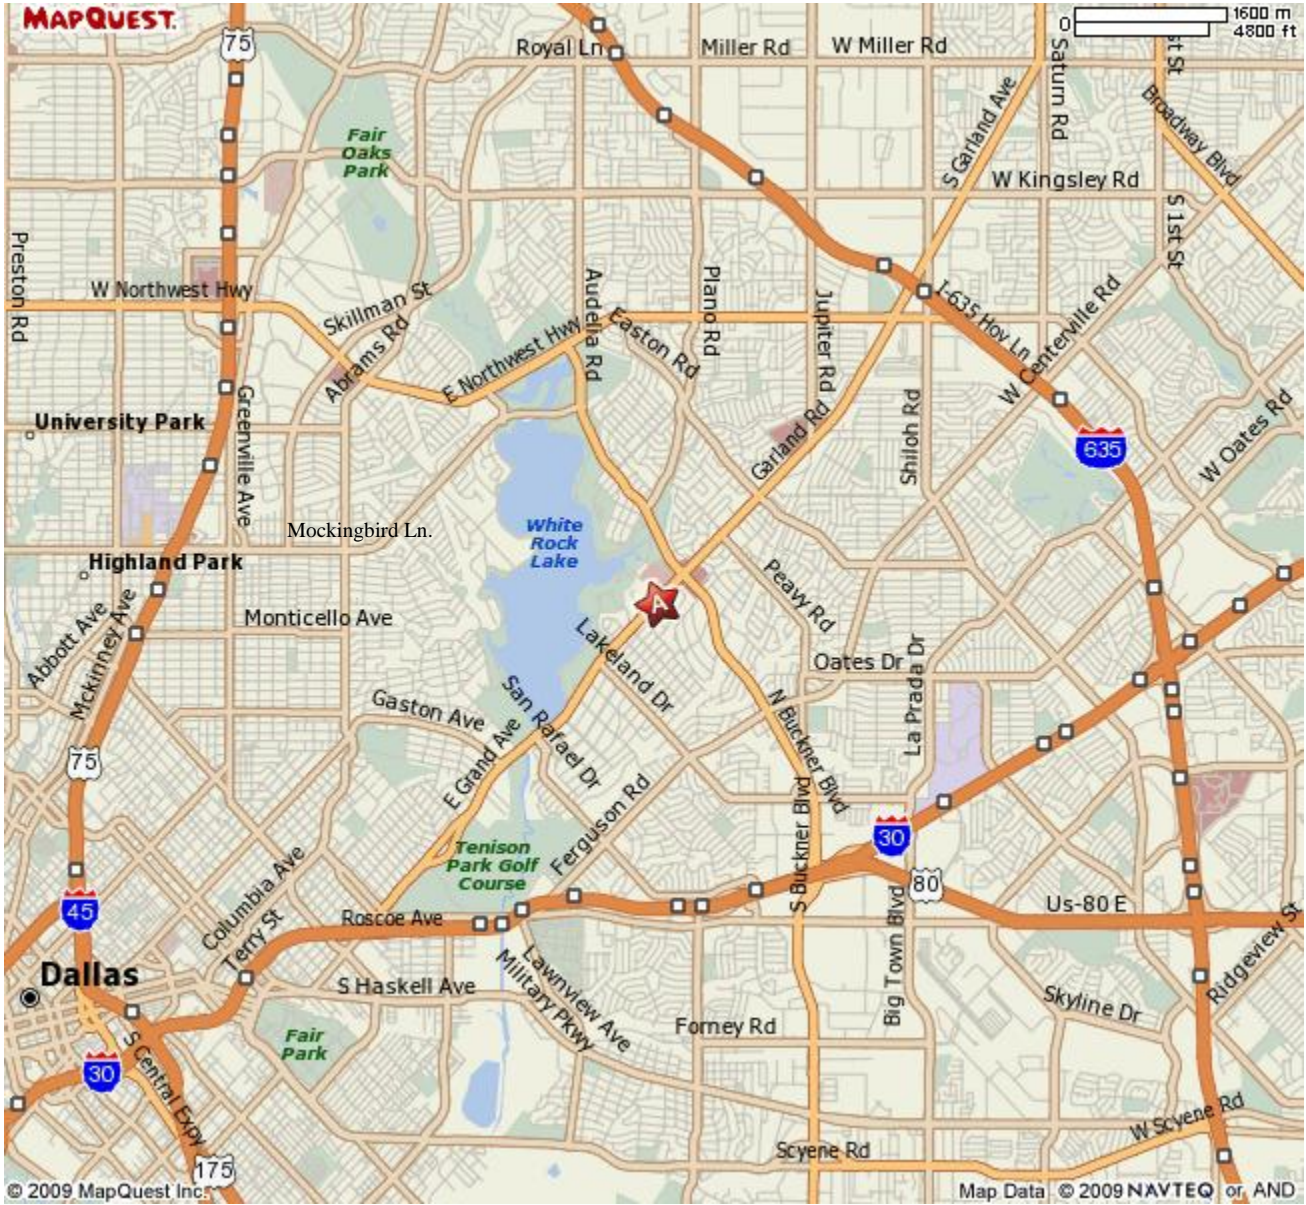 MAPQUEST.
75
Royal Ln
Miller Rd
W Miller Rd
0
1600 m
4800 ft
Saturn Rd
st St
Broadway Blvd
S Garland Ave
Fair
Oaks
Park
W Kingsley Rd
S 1st St
Preston Rd
W Northwest Hwy
Skillman St
Abrams Rd
E Northwest Hwy
Audelia Rd
Easton Rd
Plano Rd
Jupiter Rd
I-635 Hov Ln
W Centerville Rd
University Park
Greenville Ave
Garland Rd
Shiloh Rd
635
W Oates Rd
Mockingbird Ln.
White
Rock
Lake
Highland Park
A
Peavy Rd
Abbott Ave
Mckinney Ave
Monticello Ave
Lakeland Dr
Oates Dr
La Prada Dr
Gaston Ave
San Rafael Dr
N Buckner Blvd
75
E Grand Ave
Ferguson Rd
S Buckner Blvd
30
Tenison
Park Golf
Course
80
Columbia Ave
Terry St
Roscoe Ave
Us-80 E
45
Big Town Blvd
Ridgeview St
Dallas
S Haskell Ave
Lawnview Ave
Military Pkwy
Skyline Dr
Forney Rd
Fair
Park
30
S Central Expy
W Scyene Rd
Scyene Rd
175
© 2009 MapQuest Inc.
Map Data © 2009 NAVTEQ or AND